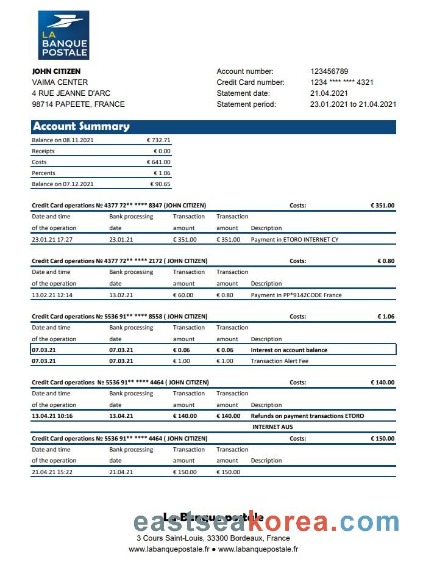 LA
BANQUE
POSTALE
JOHN CITIZEN
VAIMA CENTER
4 RUE JEANNE D'ARC
98714 PAPEETE, FRANCE
Account number: 123456789
Credit Card number: 1234 **** **** 4321
Statement date: 21.04.2021
Statement period: 23.01.2021 to 21.04.2021
Account Summary
Balance on 08.11.2021 € 732.71
Receipts € 0.00
Costs € 641.00
Percents € 1.06
Balance on 07.12.2021 € 90.65
Credit Card operations № 4377 72** **** 8347 (JOHN CITIZEN) Costs: € 351.00
Date and time Bank processing Transaction Transaction
of the operation date amount amount Description
23.01.21 17:27 23.01.21 € 351.00 € 351.00 Payment in ETORO INTERNET CY
Credit Card operations № 4377 72** **** 2172 ( JOHN CITIZEN) € 0.80
Date and time Bank processing Transaction Transaction
of the operation date amount amount Description
13.02.21 12:14 13.02.21 € 60.00 € 0.80 Payment in PP*9142CODE France
Credit Card operations № 5536 91** **** 8558 ( JOHN CITIZEN) Costs: € 1.06
Date and time Bank processing Transaction Transaction
of the operation date amount amount Description
07.03.21 07.03.21 € 0.06 € 0.06 Interest on account balance
07.03.21 07.03.21 € 1.00 € 1.00 Transaction Alert Fee
Credit Card operations № 5536 91** **** 4464 ( JOHN CITIZEN) Costs: € 140.00
Date and time Bank processing Transaction Transaction
of the operation date amount amount Description
13.04.21 10:16 13.04.21 € 140.00 € 140.00 Refunds on payment transactions ETORO
INTERNET AUS
Credit Card operations № 5536 91** **** 4464 ( JOHN CITIZEN) Costs: € 150.00
Date and time Bank processing Transaction Transaction
of the operation date amount amount Description
21.04.21 15:22 21.04.21 € 150.00 € 150.00
La Banque postale
eastseakorea.com
3 Cours Saint-Louis, 33300 Bordeaux, France
www.labanquepostale.fr ● www.labanquepostale.fr